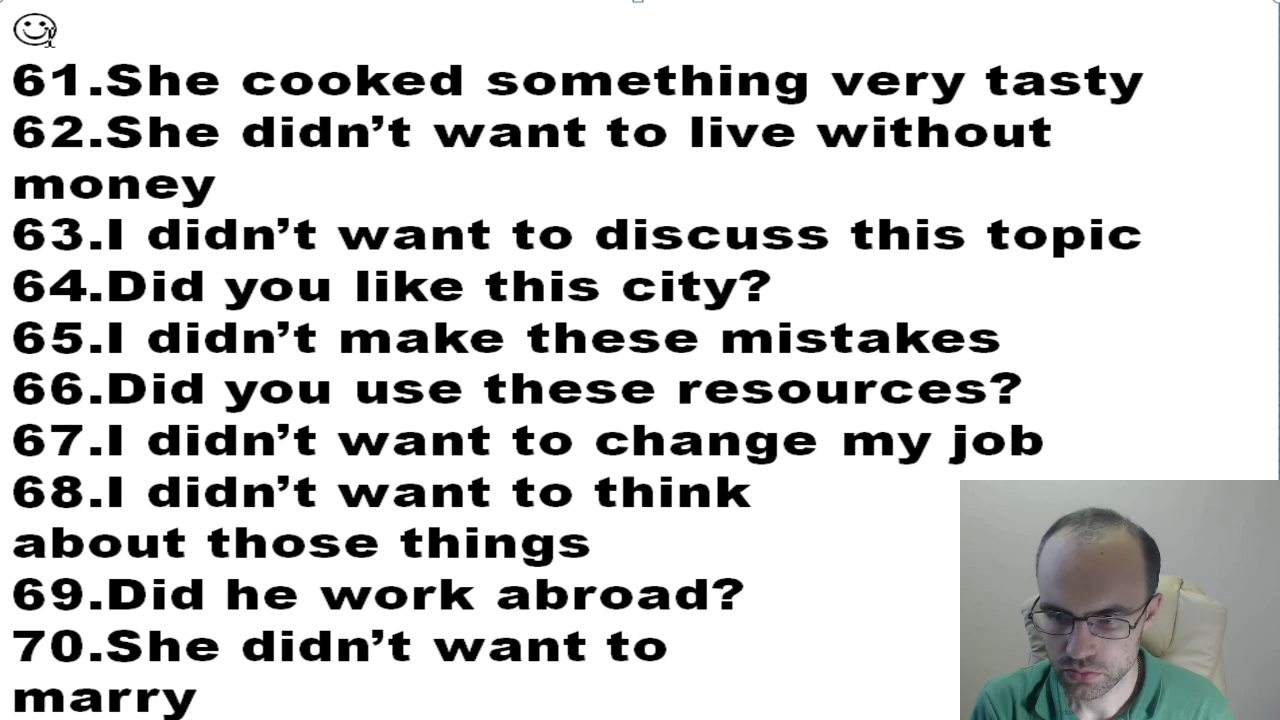 61.She cooked something very tasty
62.She didn’t want to live without
money
63.I didn’t want to discuss this topic
64.Did you like this city?
65.I didn’t make these mistakes
66.Did you use these resources?
67.I didn’t want to change my job
68.I didn’t want to think
about those things
69.Did he work abroad?
70.She didn’t want to
marry